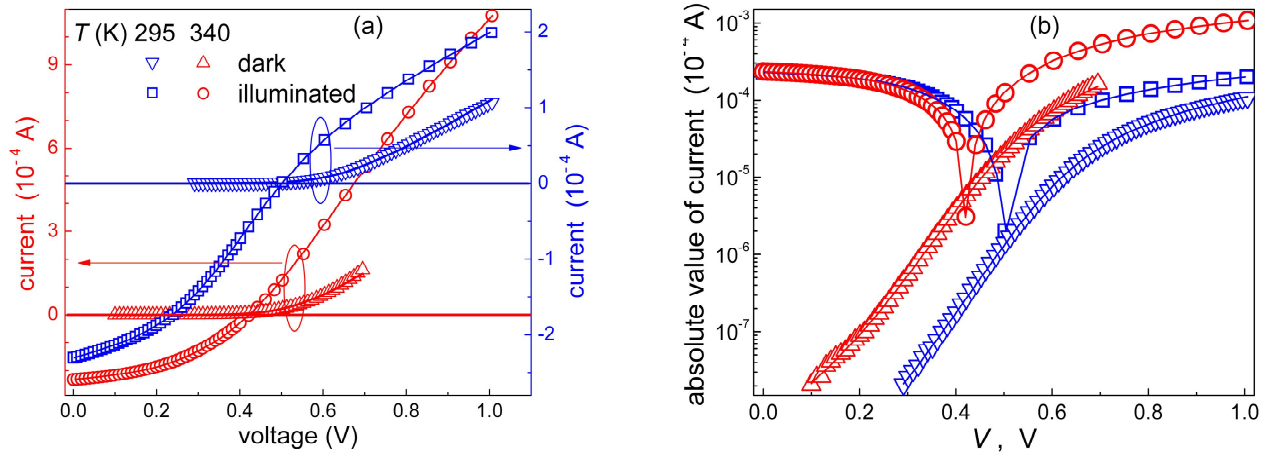 (a)
T (K) 295 340
dark
illuminated
9
6
3
0
current (10⁻⁴ A)
2
1
0
-1
-2
current (10⁻⁴ A)
0.0 0.2 0.4 0.6 0.8 1.0
voltage (V)
(b)
10⁻³
10⁻⁴
10⁻⁵
10⁻⁶
10⁻⁷
absolute value of current (10⁻⁴ A)
0.0 0.2 0.4 0.6 0.8 1.0
V , V